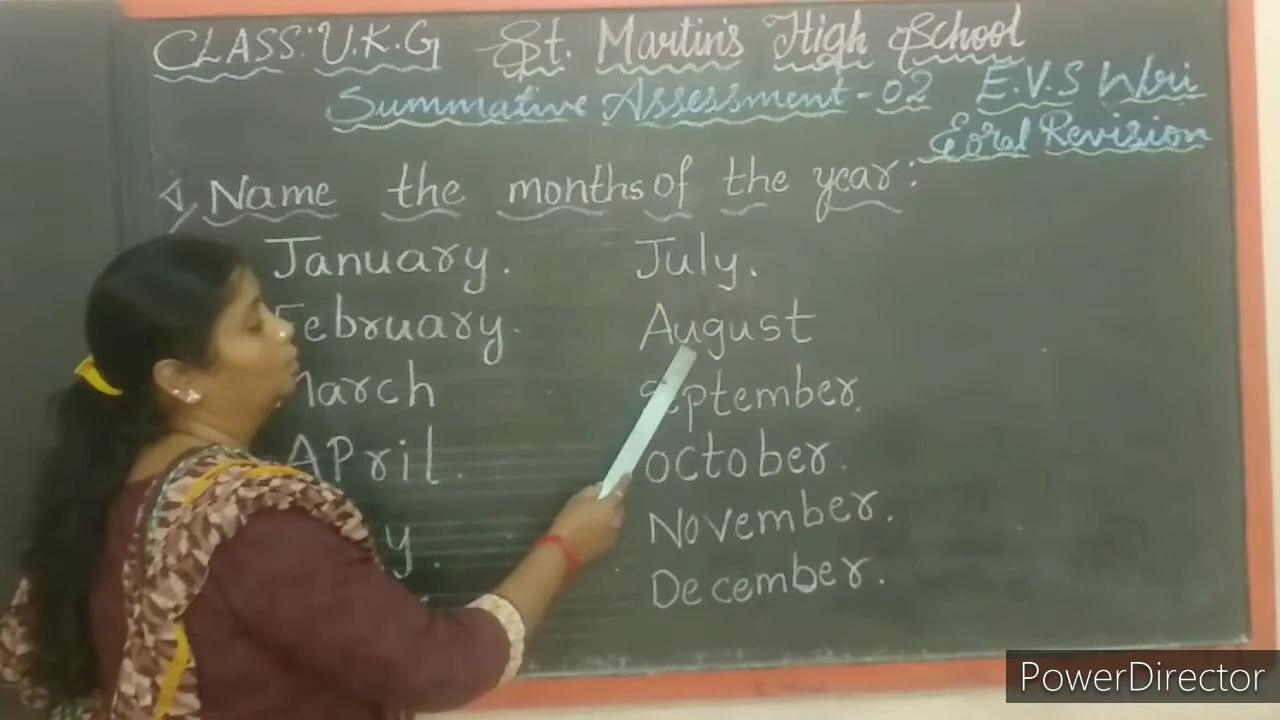 CLASS: U.K.G St. Martin's High School
Summative Assessment - 02 E.V.S Wri
Eoral Revision
Name the months of the year:
January. July.
February. August
March September.
APril. October.
y. November.
December.
PowerDirector